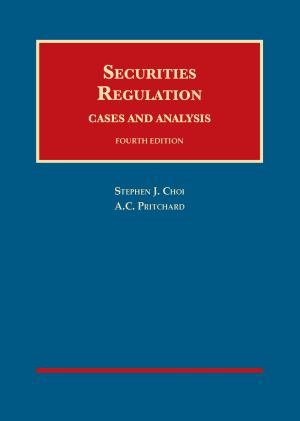 SECURITIES
REGULATION
CASES AND ANALYSIS
FOURTH EDITION
STEPHEN J. CHOI
A.C. PRITCHARD